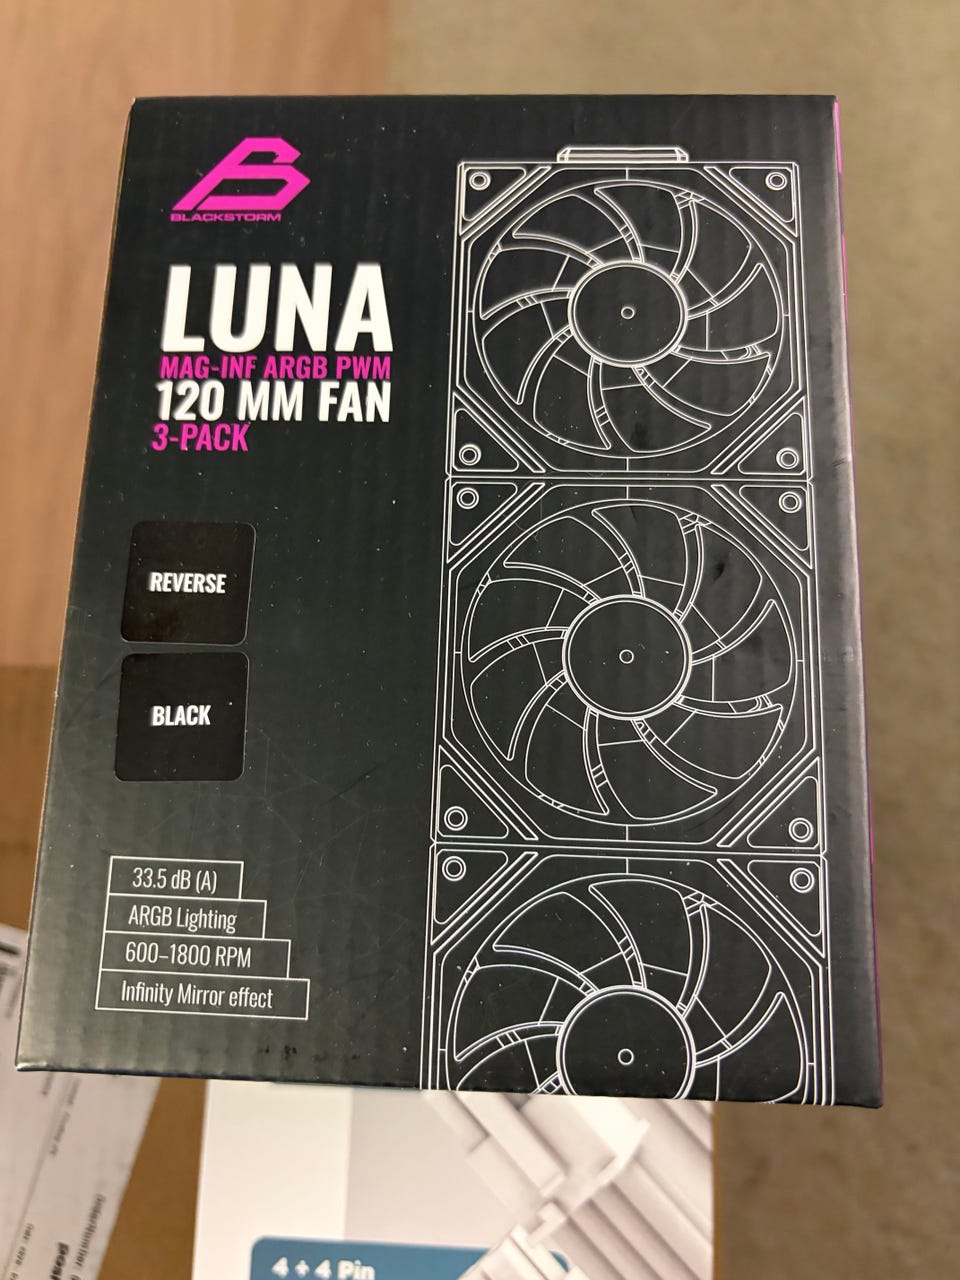 BLACKSTORM
LUNA
MAG-INF ARGB PWM
120 MM FAN
3-PACK
REVERSE
BLACK
33.5 dB (A)
ARGB Lighting
600–1800 RPM
Infinity Mirror effect
4 + 4 Pin